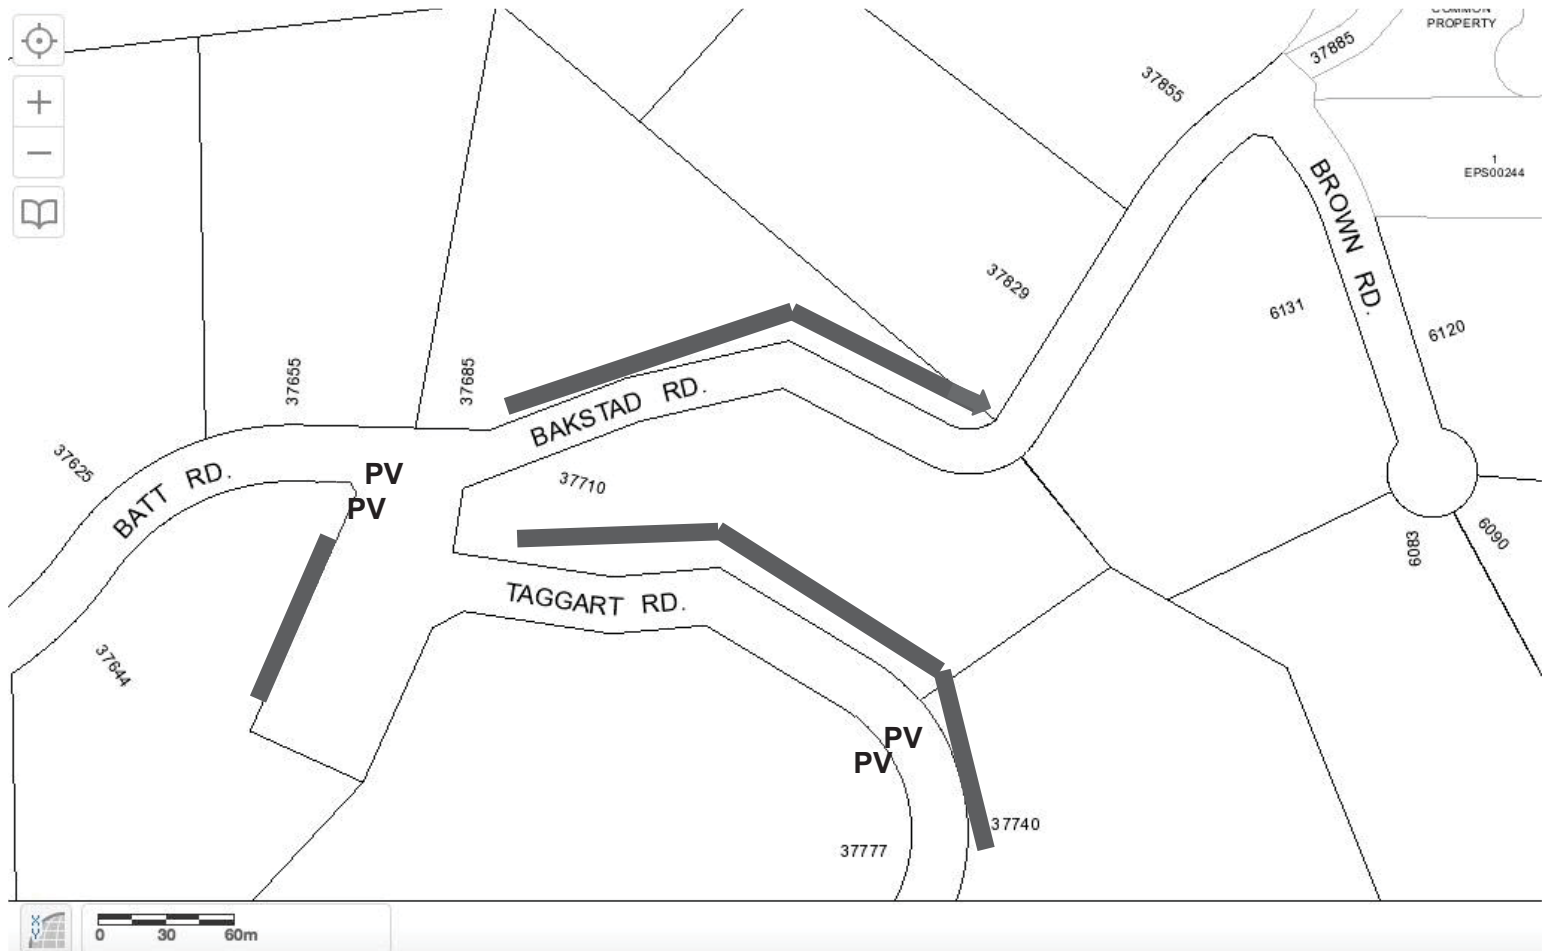 COMMON
PROPERTY
37885
37855
1
EPS00244
BROWN RD.
37829
6131
6120
37655
37685
BAKSTAD RD.
37625
BATT RD.
PV
PV
37710
6083
6090
TAGGART RD.
37644
PV
PV
37740
37777
0 30 60m